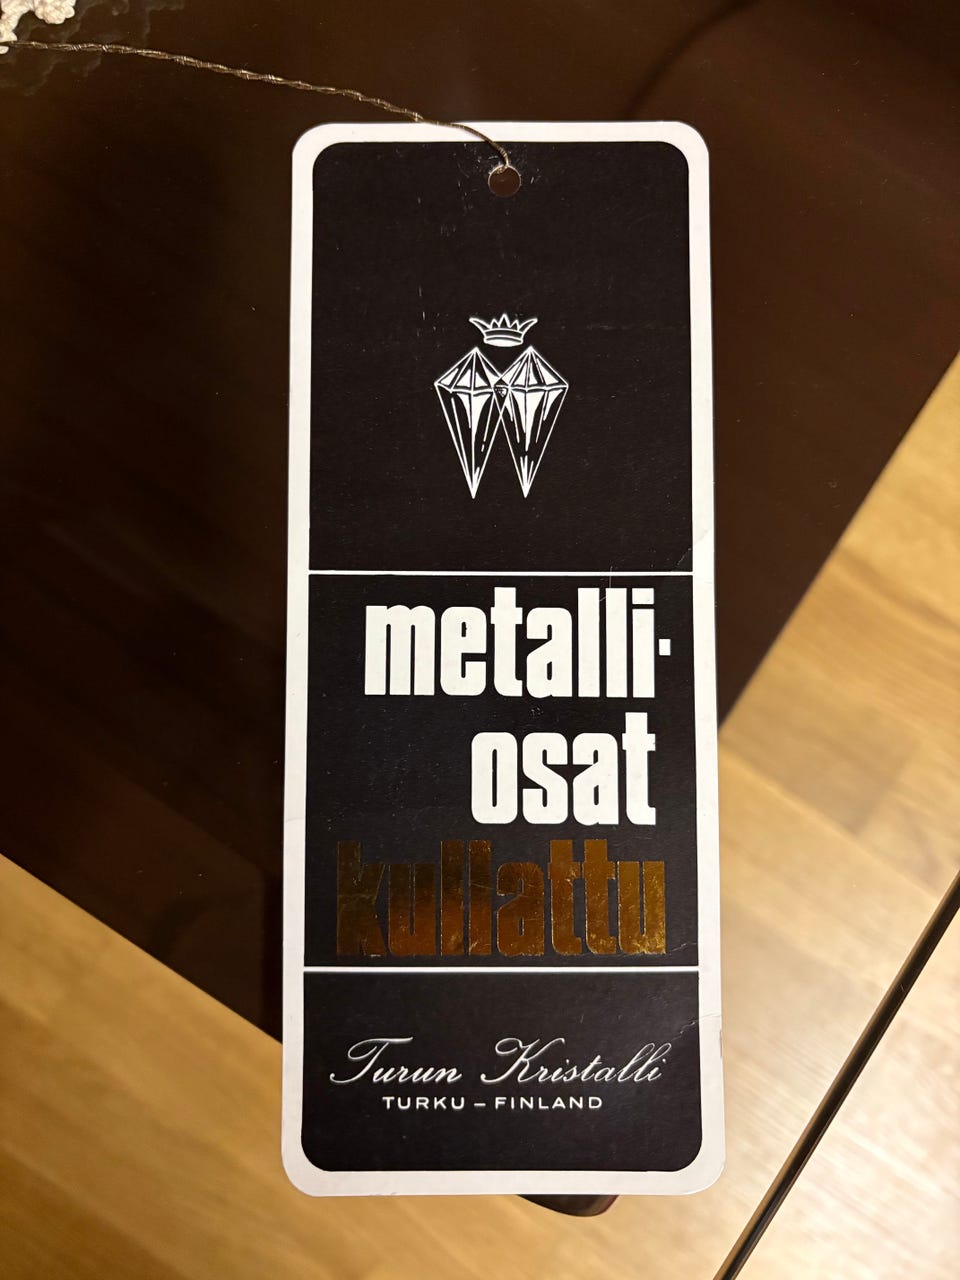 metalli-
osat
kullattu
Turun Kristalli
TURKU – FINLAND